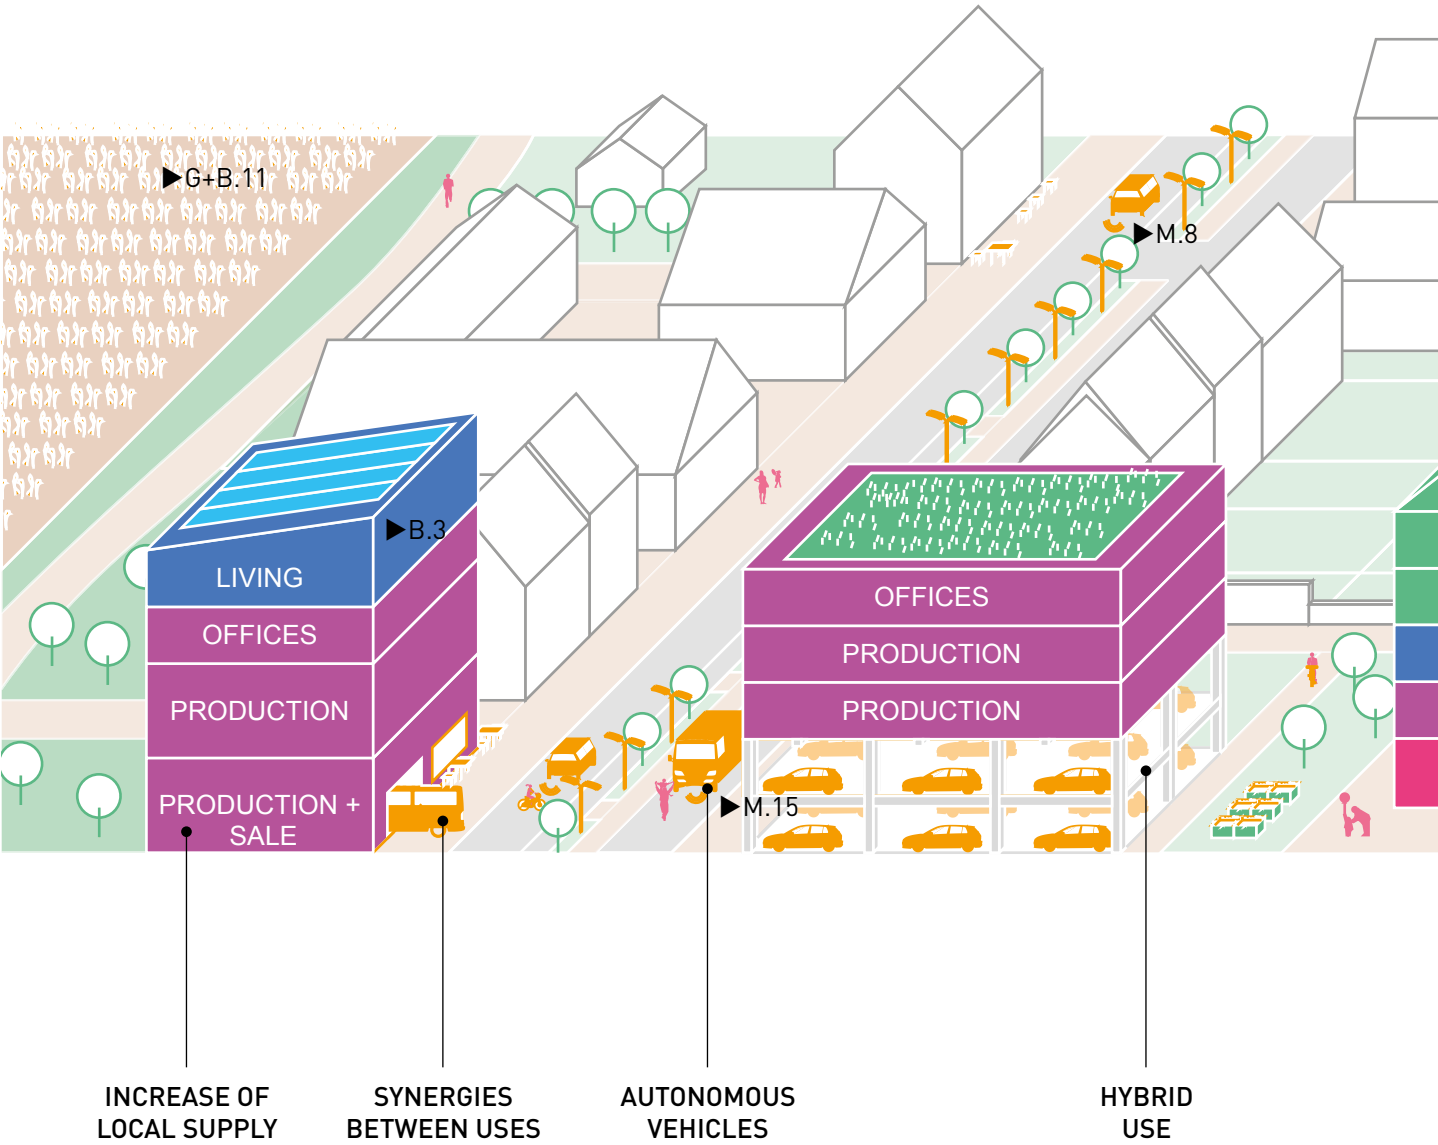 ▶G+B.11
▶M.8
▶B.3
LIVING
OFFICES
PRODUCTION
PRODUCTION +
SALE
OFFICES
PRODUCTION
PRODUCTION
▶M.15
INCREASE OF
LOCAL SUPPLY
SYNERGIES
BETWEEN USES
AUTONOMOUS
VEHICLES
HYBRID
USE